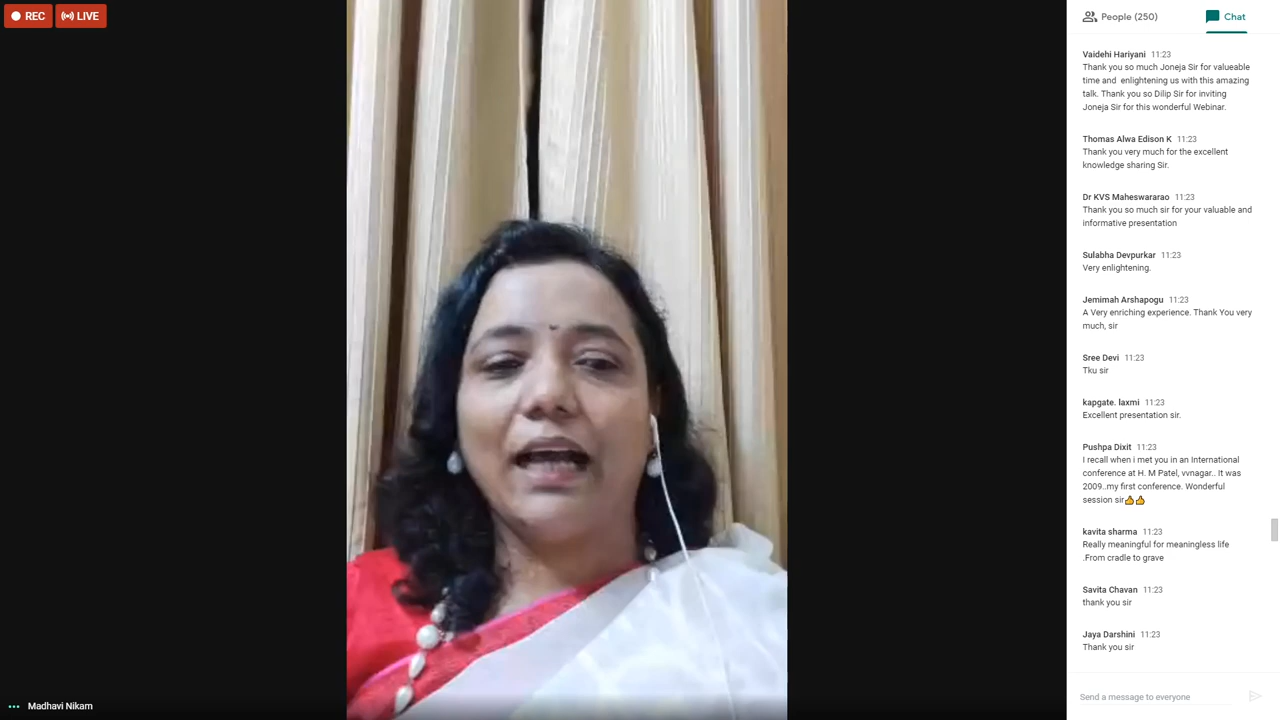 REC
LIVE
People (250)
Chat
Vaidehi Hariyani 11:23
Thank you so much Joneja Sir for valueable
time and enlightening us with this amazing
talk. Thank you so Dilip Sir for inviting
Joneja Sir for this wonderful Webinar.
Thomas Alwa Edison K 11:23
Thank you very much for the excellent
knowledge sharing Sir.
Dr KVS Maheswararao 11:23
Thank you so much sir for your valuable and
informative presentation
Sulabha Devpurkar 11:23
Very enlightening.
Jemimah Arshapogu 11:23
A Very enriching experience. Thank You very
much, sir
Sree Devi 11:23
Tku sir
kapgate. laxmi 11:23
Excellent presentation sir.
Pushpa Dixit 11:23
I recall when i met you in an International
conference at H. M Patel, vvnagar.. It was
2009..my first conference. Wonderful
session sir👍👍
kavita sharma 11:23
Really meaningful for meaningless life
.From cradle to grave
Savita Chavan 11:23
thank you sir
Jaya Darshini 11:23
Thank you sir
Send a message to everyone
Madhavi Nikam